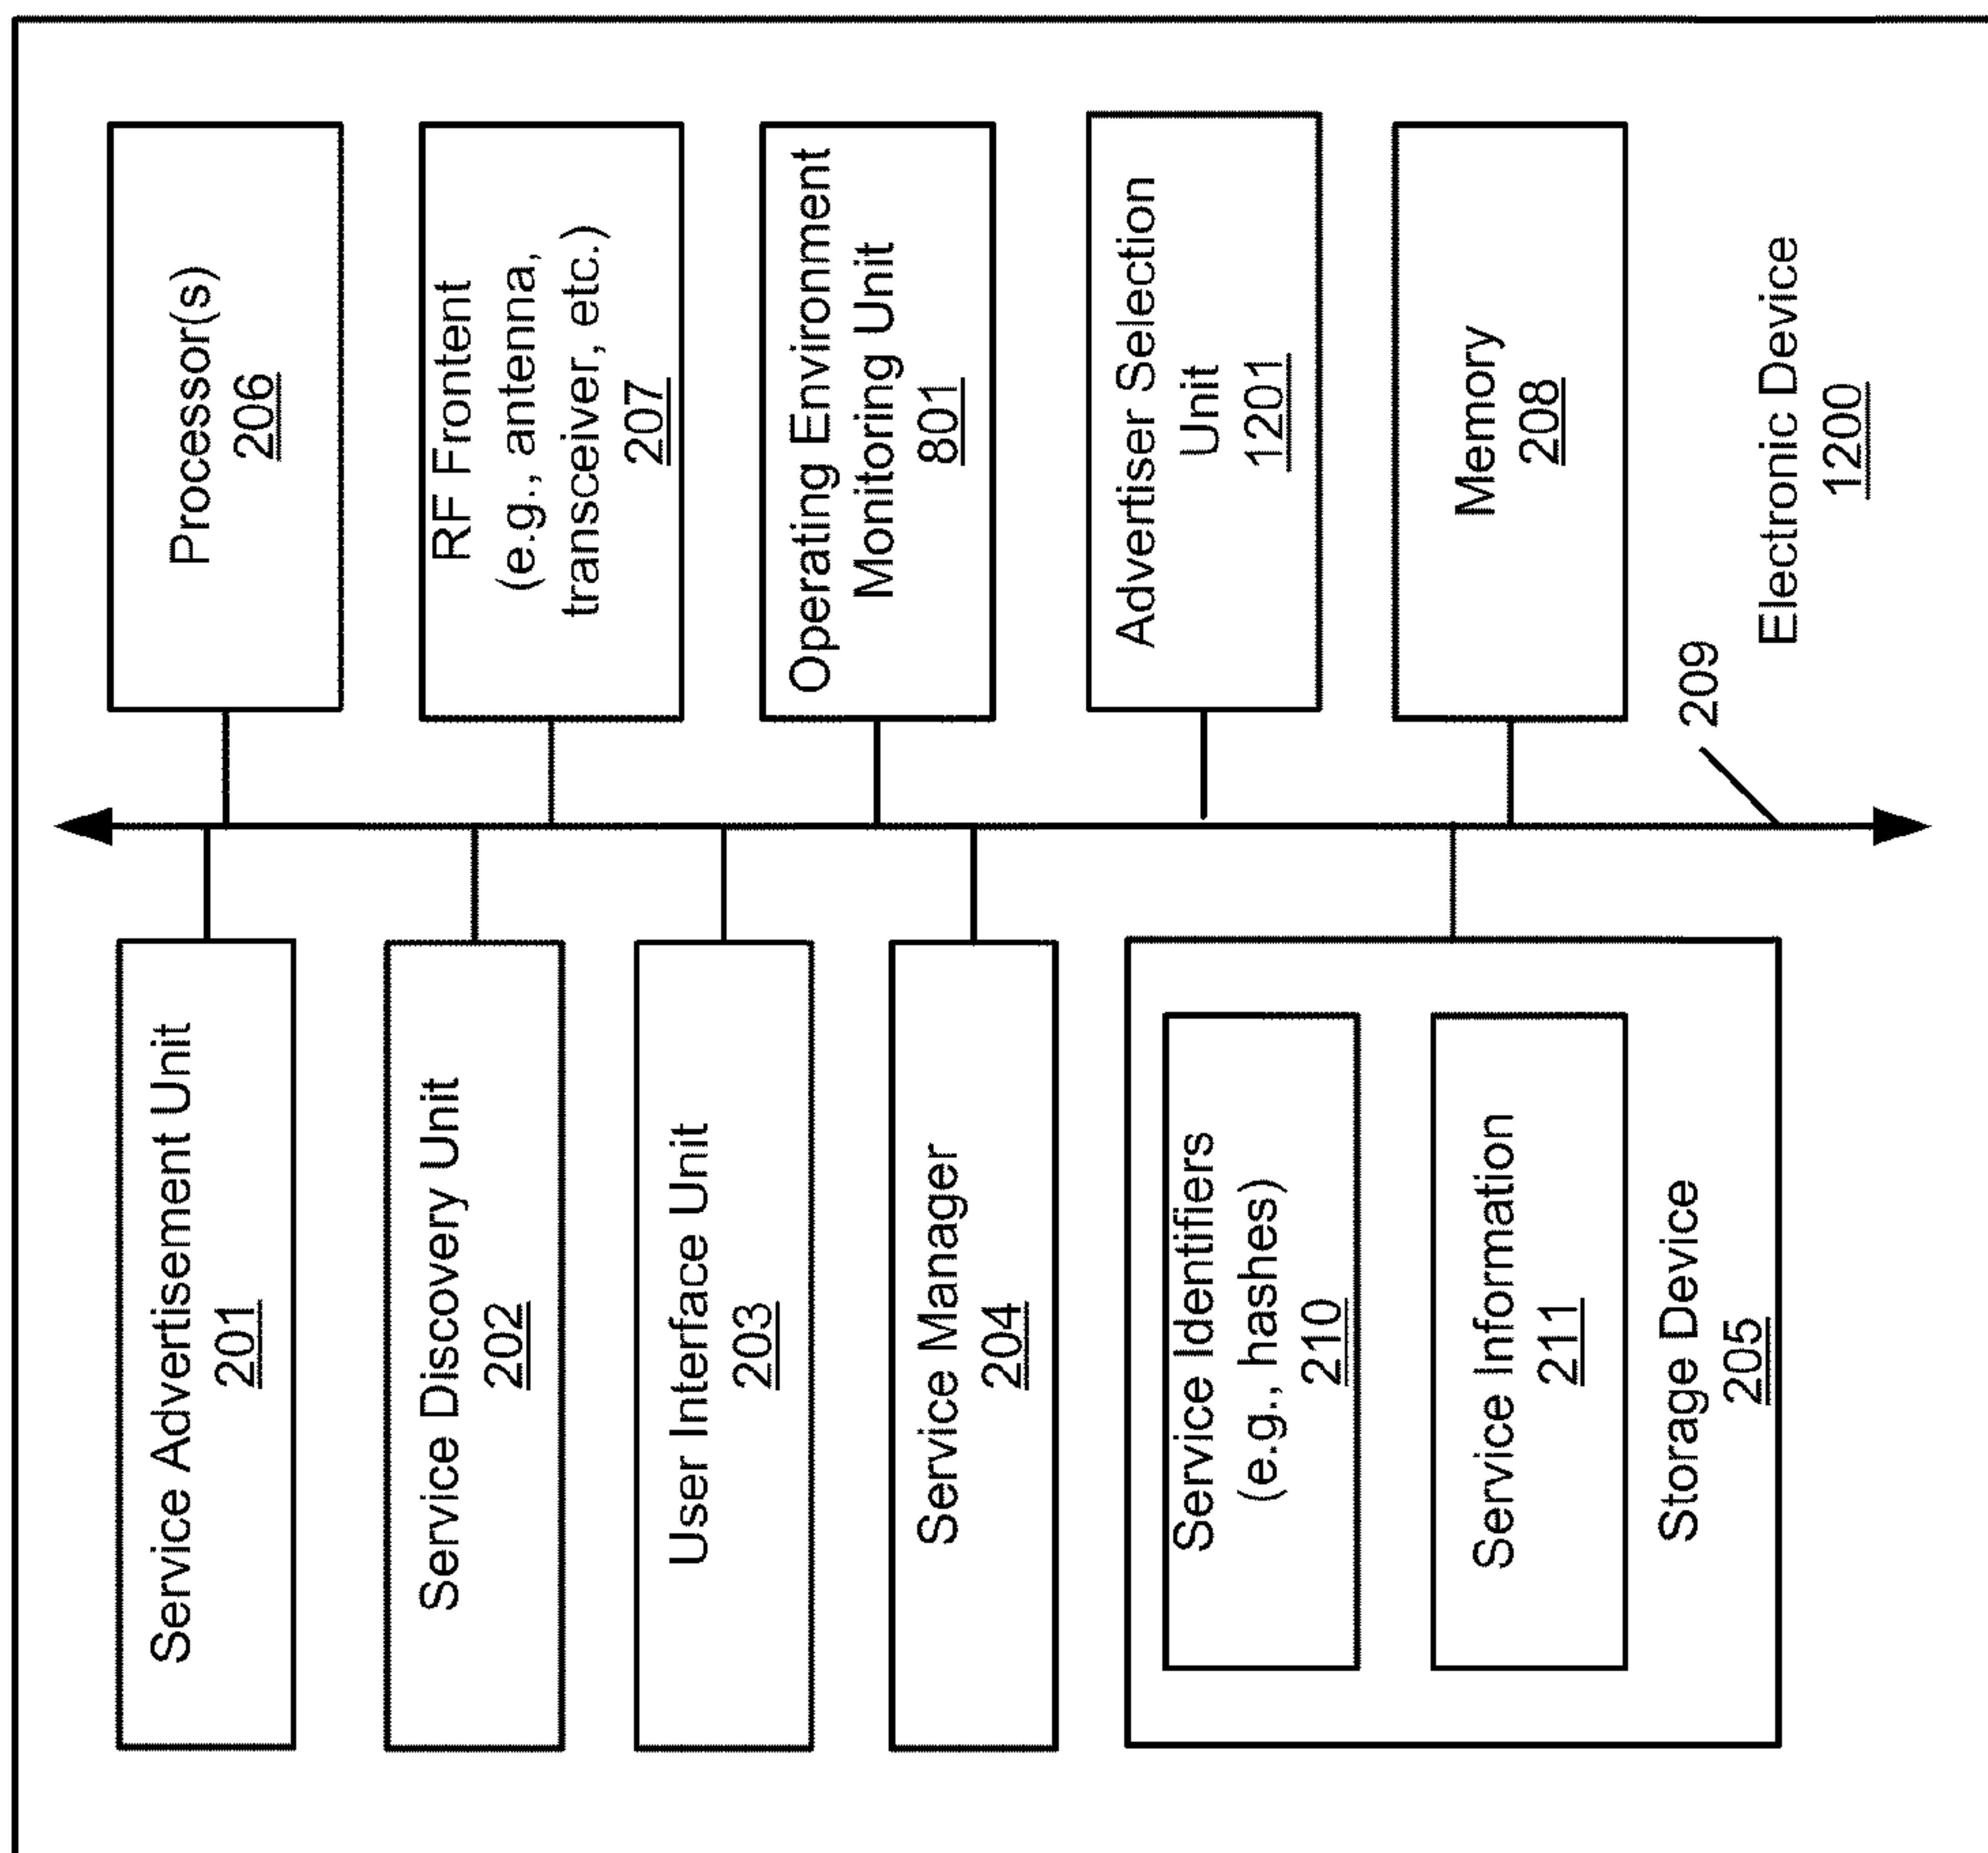 Service Advertisement Unit
201
Service Discovery Unit
202
User Interface Unit
203
Service Manager
204
Service Identifiers
(e.g., hashes)
210
Service Information
211
Storage Device
205
Processor(s)
206
RF Frontent
(e.g., antenna,
transceiver, etc.)
207
Operating Environment
Monitoring Unit
801
Advertiser Selection
Unit
1201
Memory
208
209
Electronic Device
1200